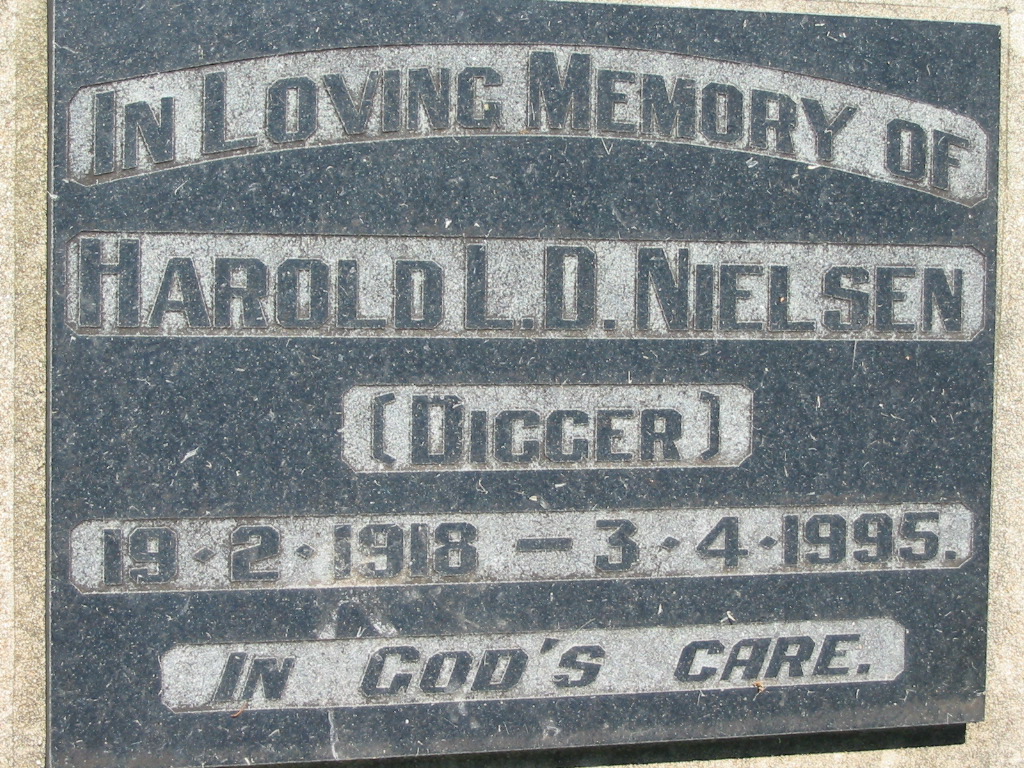 IN LOVING MEMORY OF
HAROLD L.D. NIELSEN
(DIGGER)
19·2·1918 – 3·4·1995.
IN GOD'S CARE.